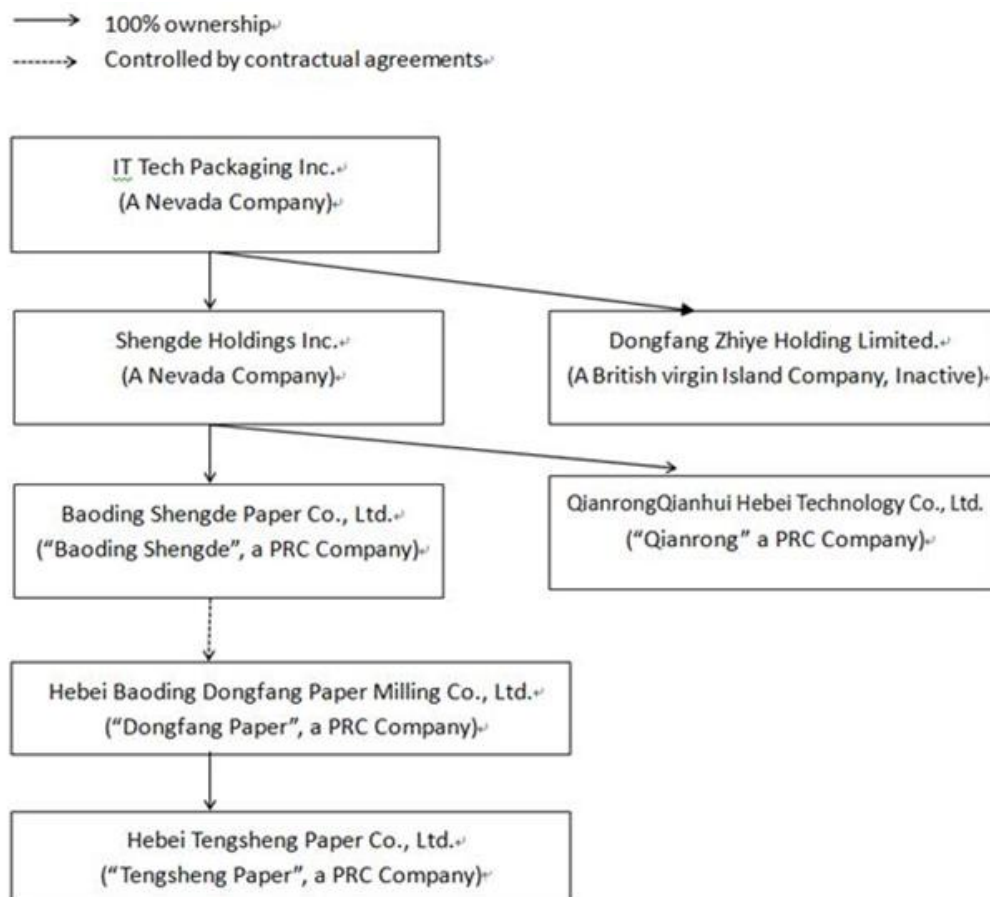 100% ownership
Controlled by contractual agreements
IT Tech Packaging Inc.
(A Nevada Company)
Shengde Holdings Inc.
(A Nevada Company)
Dongfang Zhiye Holding Limited.
(A British virgin Island Company, Inactive)
Baoding Shengde Paper Co., Ltd.
(“Baoding Shengde”, a PRC Company)
QianrongQianhui Hebei Technology Co., Ltd.
(“Qianrong” a PRC Company)
Hebei Baoding Dongfang Paper Milling Co., Ltd.
(“Dongfang Paper”, a PRC Company)
Hebei Tengsheng Paper Co., Ltd.
(“Tengsheng Paper”, a PRC Company)